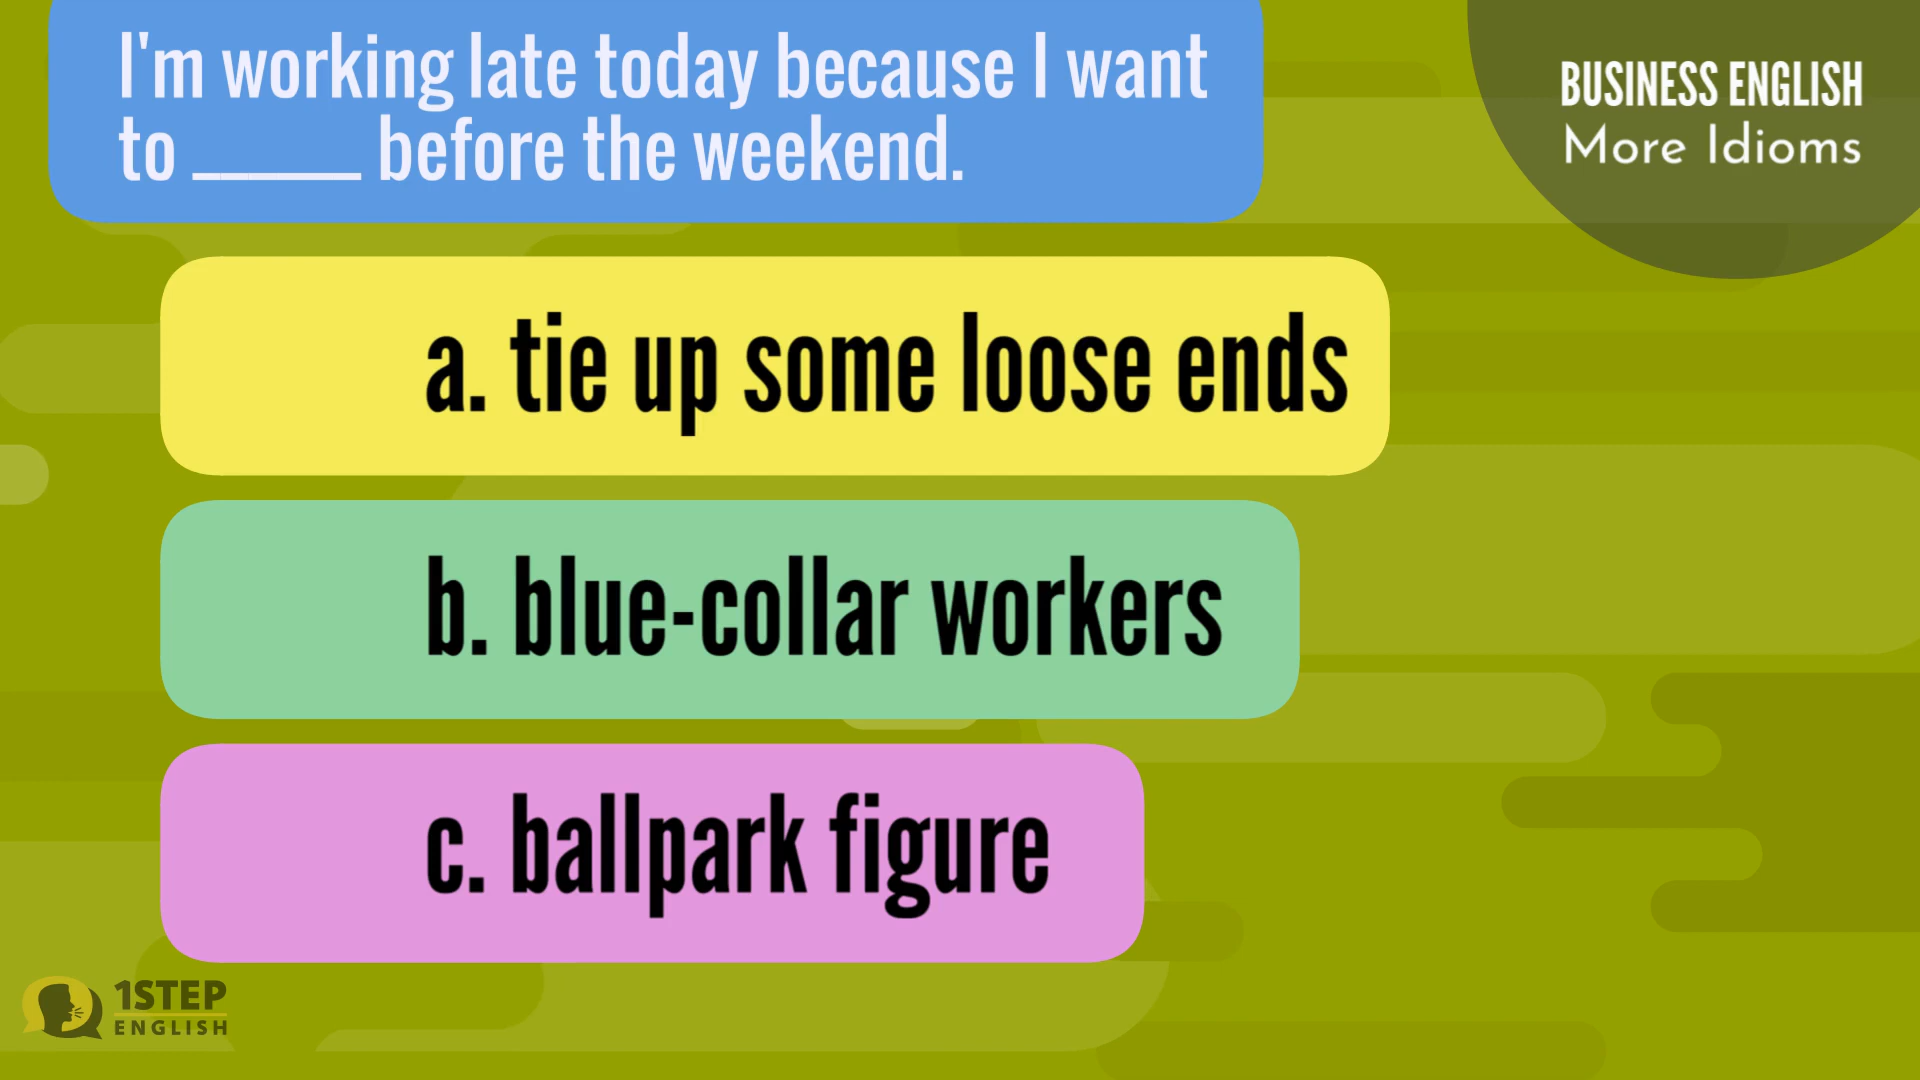 I'm working late today because I want
to ______ before the weekend.
BUSINESS ENGLISH
More Idioms
a. tie up some loose ends
b. blue-collar workers
c. ballpark figure
1STEP
ENGLISH